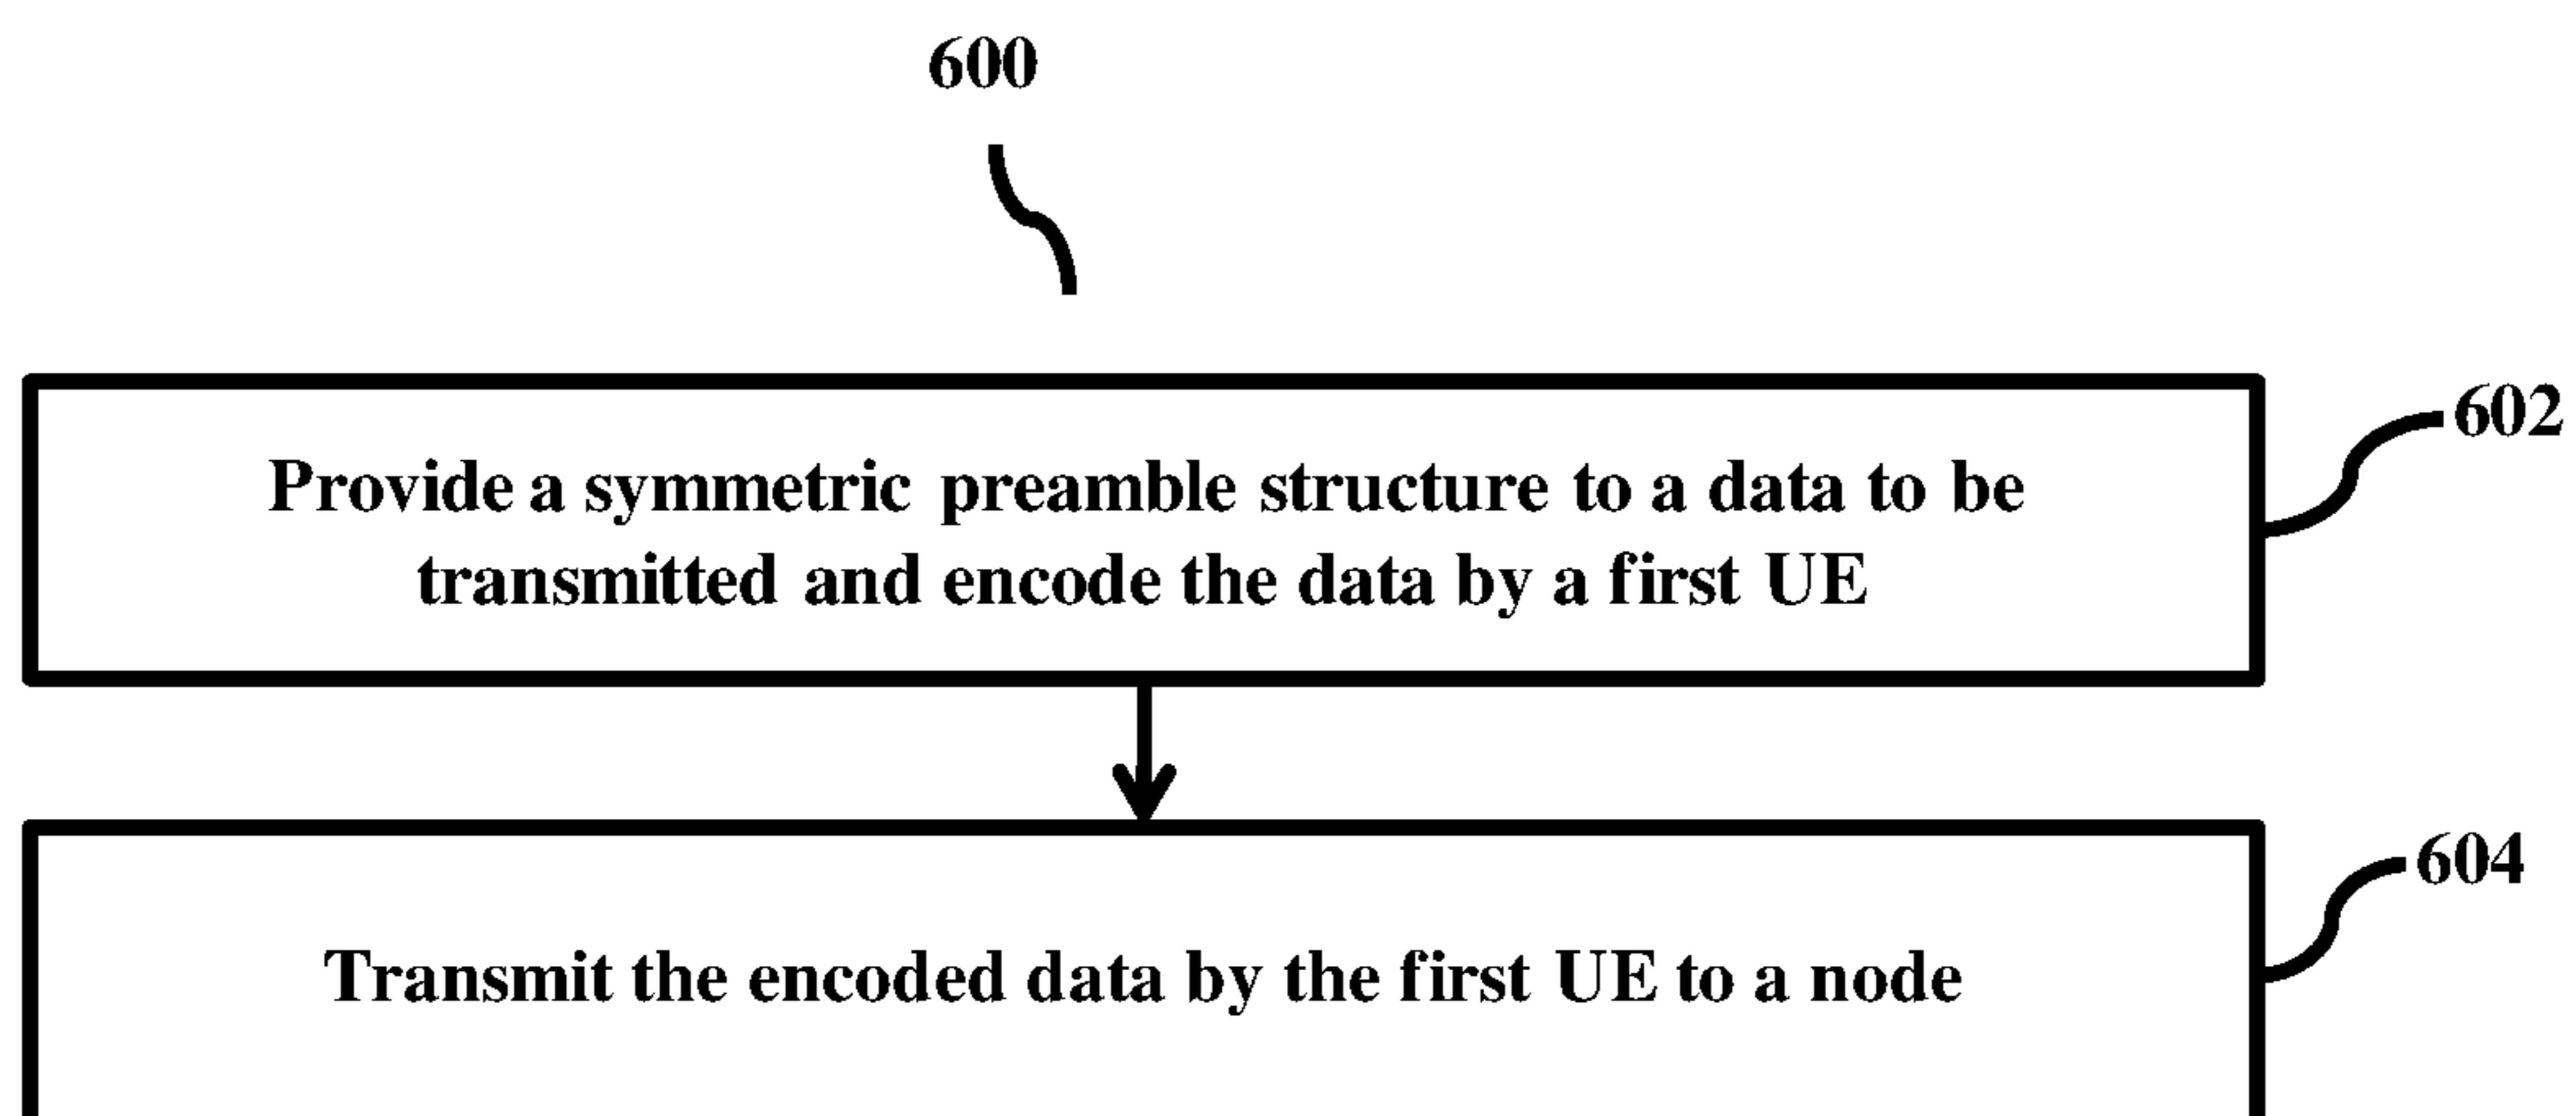 600
602
Provide a symmetric preamble structure to a data to be
transmitted and encode the data by a first UE
604
Transmit the encoded data by the first UE to a node